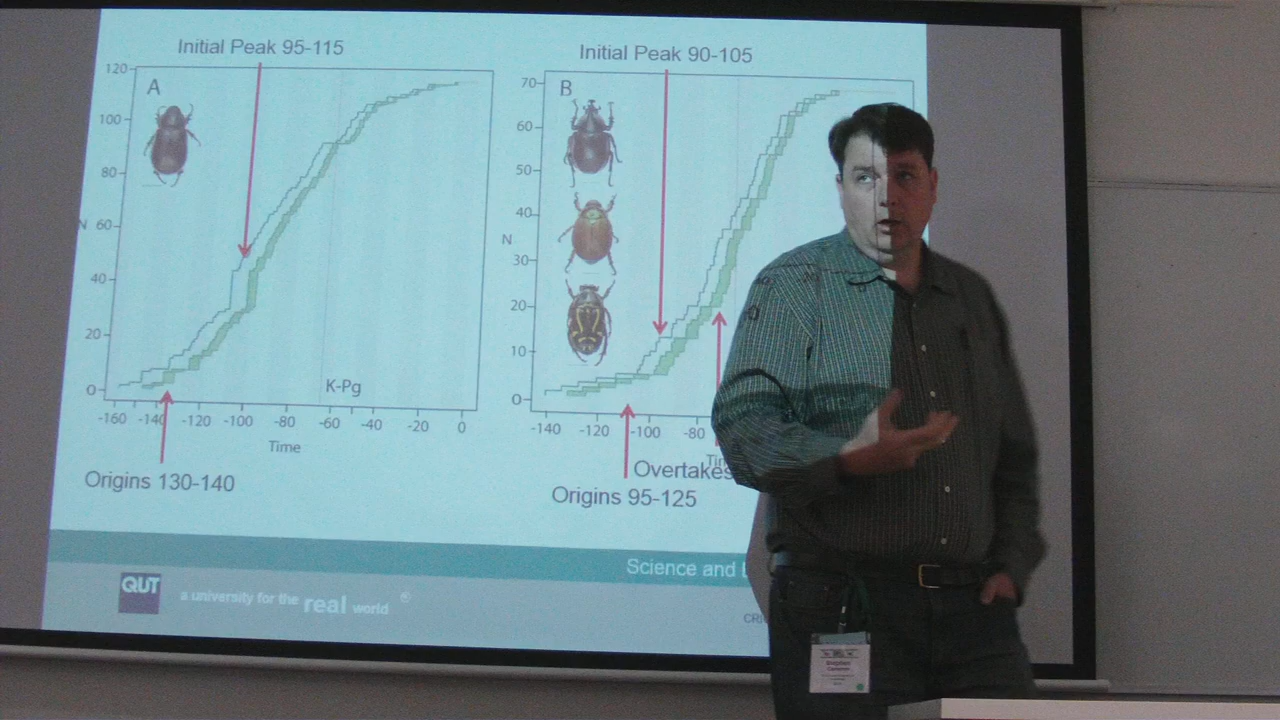 Initial Peak 95-115
Initial Peak 90-105
A
120
100
80
N 60
40
20
0
K-Pg
-160 -140 -120 -100 -80 -60 -40 -20 0
Time
Origins 130-140
B
70
60
50
40
N
30
20
10
0
-140 -120 -100 -80
Overtakes
Origins 95-125
Science and
QUT
a university for the real world ®
Stephen
Cameron